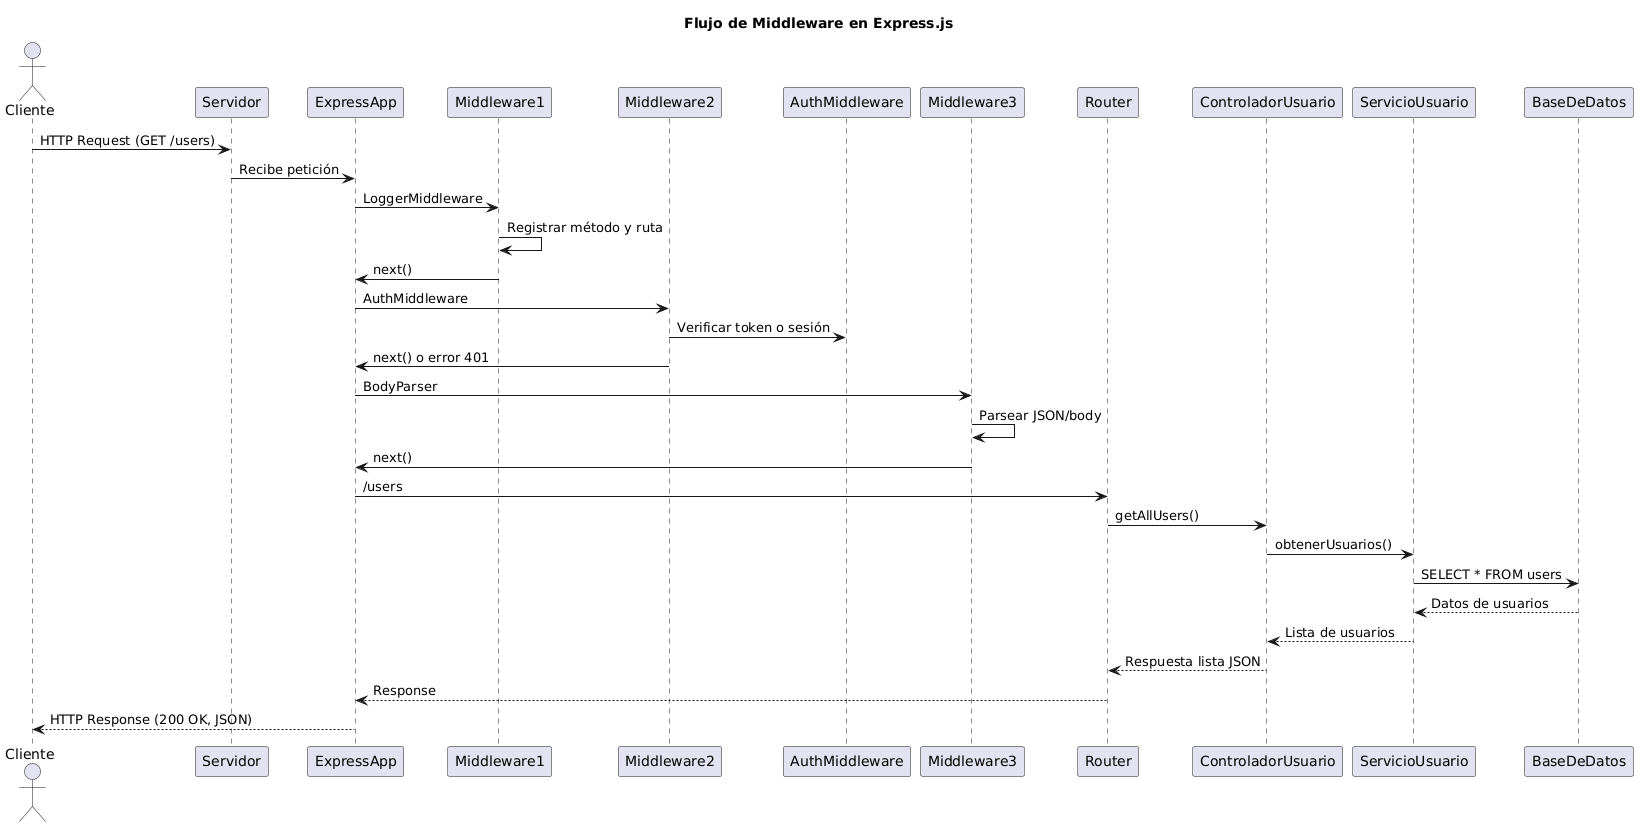 Flujo de Middleware en Express.js
Cliente
Servidor
ExpressApp
Middleware1
Middleware2
AuthMiddleware
Middleware3
Router
ControladorUsuario
ServicioUsuario
BaseDeDatos
HTTP Request (GET /users)
Recibe petición
LoggerMiddleware
Registrar método y ruta
next()
AuthMiddleware
Verificar token o sesión
next() o error 401
BodyParser
Parsear JSON/body
next()
/users
getAllUsers()
obtenerUsuarios()
SELECT * FROM users
Datos de usuarios
Lista de usuarios
Respuesta lista JSON
Response
HTTP Response (200 OK, JSON)
Cliente
Servidor
ExpressApp
Middleware1
Middleware2
AuthMiddleware
Middleware3
Router
ControladorUsuario
ServicioUsuario
BaseDeDatos